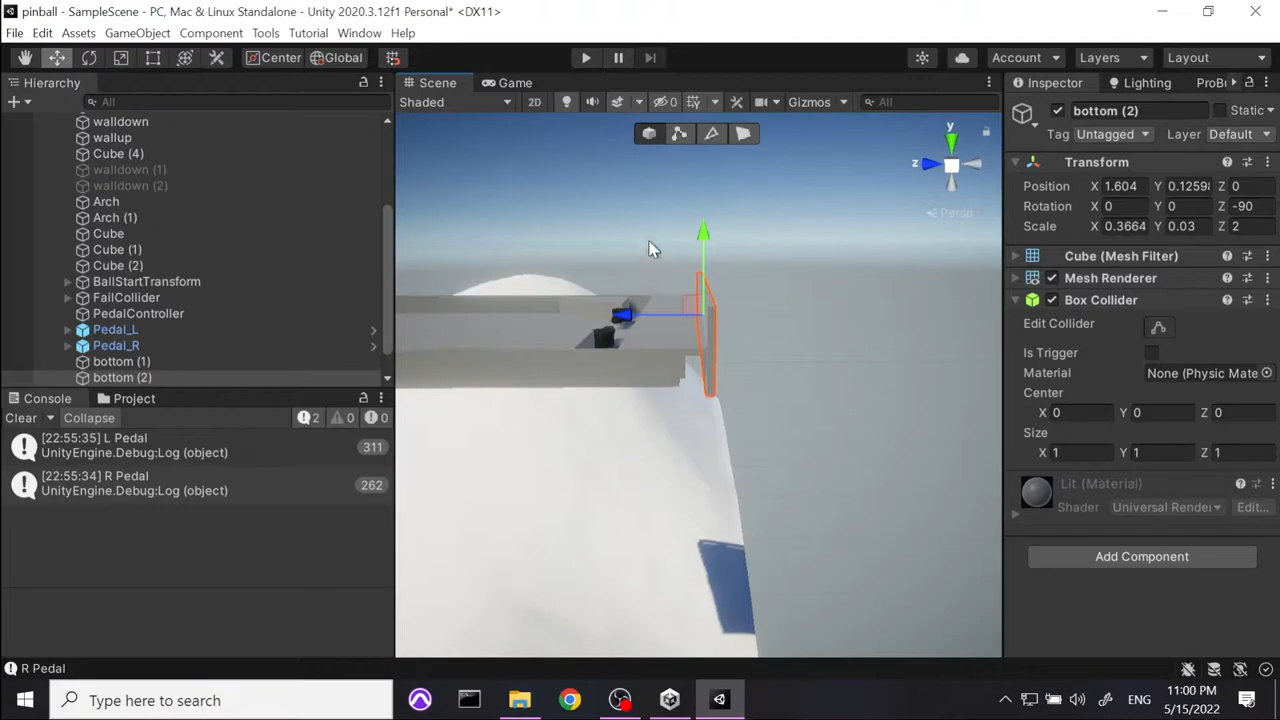 pinball - SampleScene - PC, Mac & Linux Standalone - Unity 2020.3.12f1 Personal* <DX11>
File Edit Assets GameObject Component Tools Tutorial Window Help
Center Global Account Layers Layout
Hierarchy
All
walldown
wallup
Cube (4)
walldown (1)
walldown (2)
Arch
Arch (1)
Cube
Cube (1)
Cube (2)
BallStartTransform
FailCollider
PedalController
Pedal_L
Pedal_R
bottom (1)
bottom (2)
Scene Game
Shaded 2D 0 Gizmos All
y
z
Persp
Console Project
Clear Collapse 2 0 0
[22:55:35] L Pedal
UnityEngine.Debug:Log (object)
311
[22:55:34] R Pedal
UnityEngine.Debug:Log (object)
262
Inspector Lighting ProBu
bottom (2) Static
Tag Untagged Layer Default
Transform
Position X 1.604 Y 0.1259 Z 0
Rotation X 0 Y 0 Z -90
Scale X 0.3664 Y 0.03 Z 2
Cube (Mesh Filter)
Mesh Renderer
Box Collider
Edit Collider
Is Trigger
Material None (Physic Mate
Center
X 0 Y 0 Z 0
Size
X 1 Y 1 Z 1
Lit (Material)
Shader Universal Render Edit...
Add Component
R Pedal
Type here to search
ENG
11:00 PM
5/15/2022